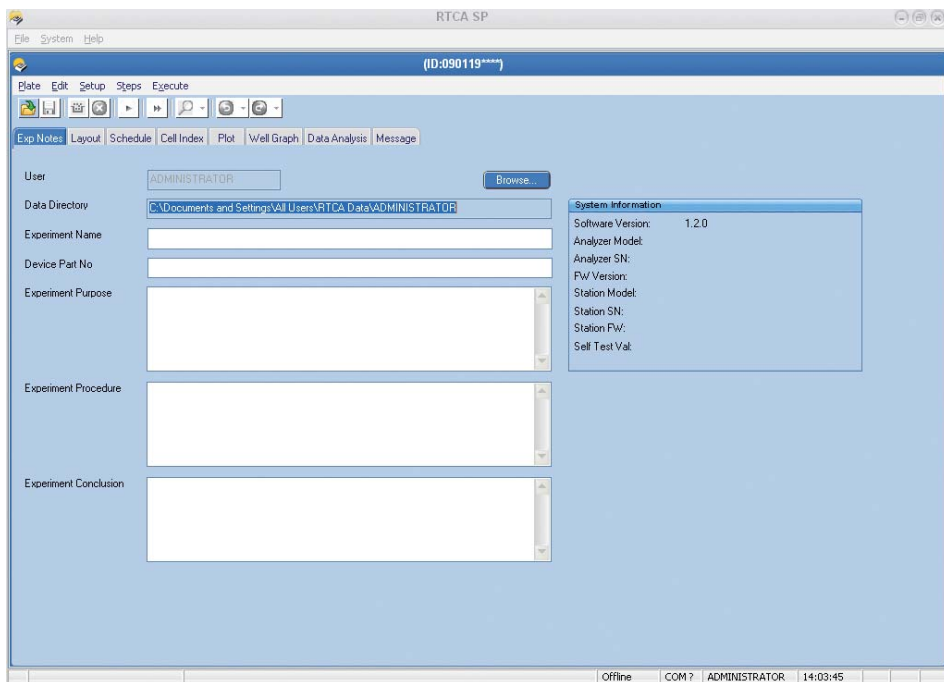 RTCA SP
File System Help
(ID:090119****)
Plate Edit Setup Steps Execute
Exp Notes Layout Schedule Cell Index Plot Well Graph Data Analysis Message
User ADMINISTRATOR Browse...
Data Directory C:\Documents and Settings\All Users\RTCA Data\ADMINISTRATOR
Experiment Name
Device Part No
Experiment Purpose
Experiment Procedure
Experiment Conclusion
System Information
Software Version: 1.2.0
Analyzer Model:
Analyzer SN:
FW Version:
Station Model:
Station SN:
Station FW:
Self Test Val:
Offline COM ? ADMINISTRATOR 14:03:45